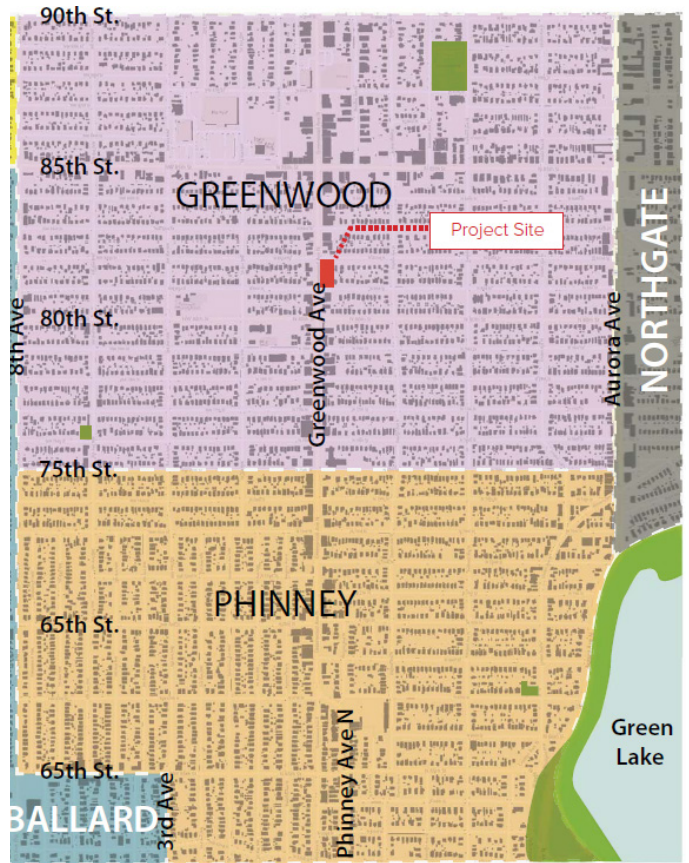 90th St.
85th St.
GREENWOOD
Project Site
NORTHGATE
8th Ave
80th St.
Greenwood Ave
Aurora Ave
75th St.
PHINNEY
65th St.
Green
Lake
65th St.
BALLARD
3rd Ave
Phinney Ave N